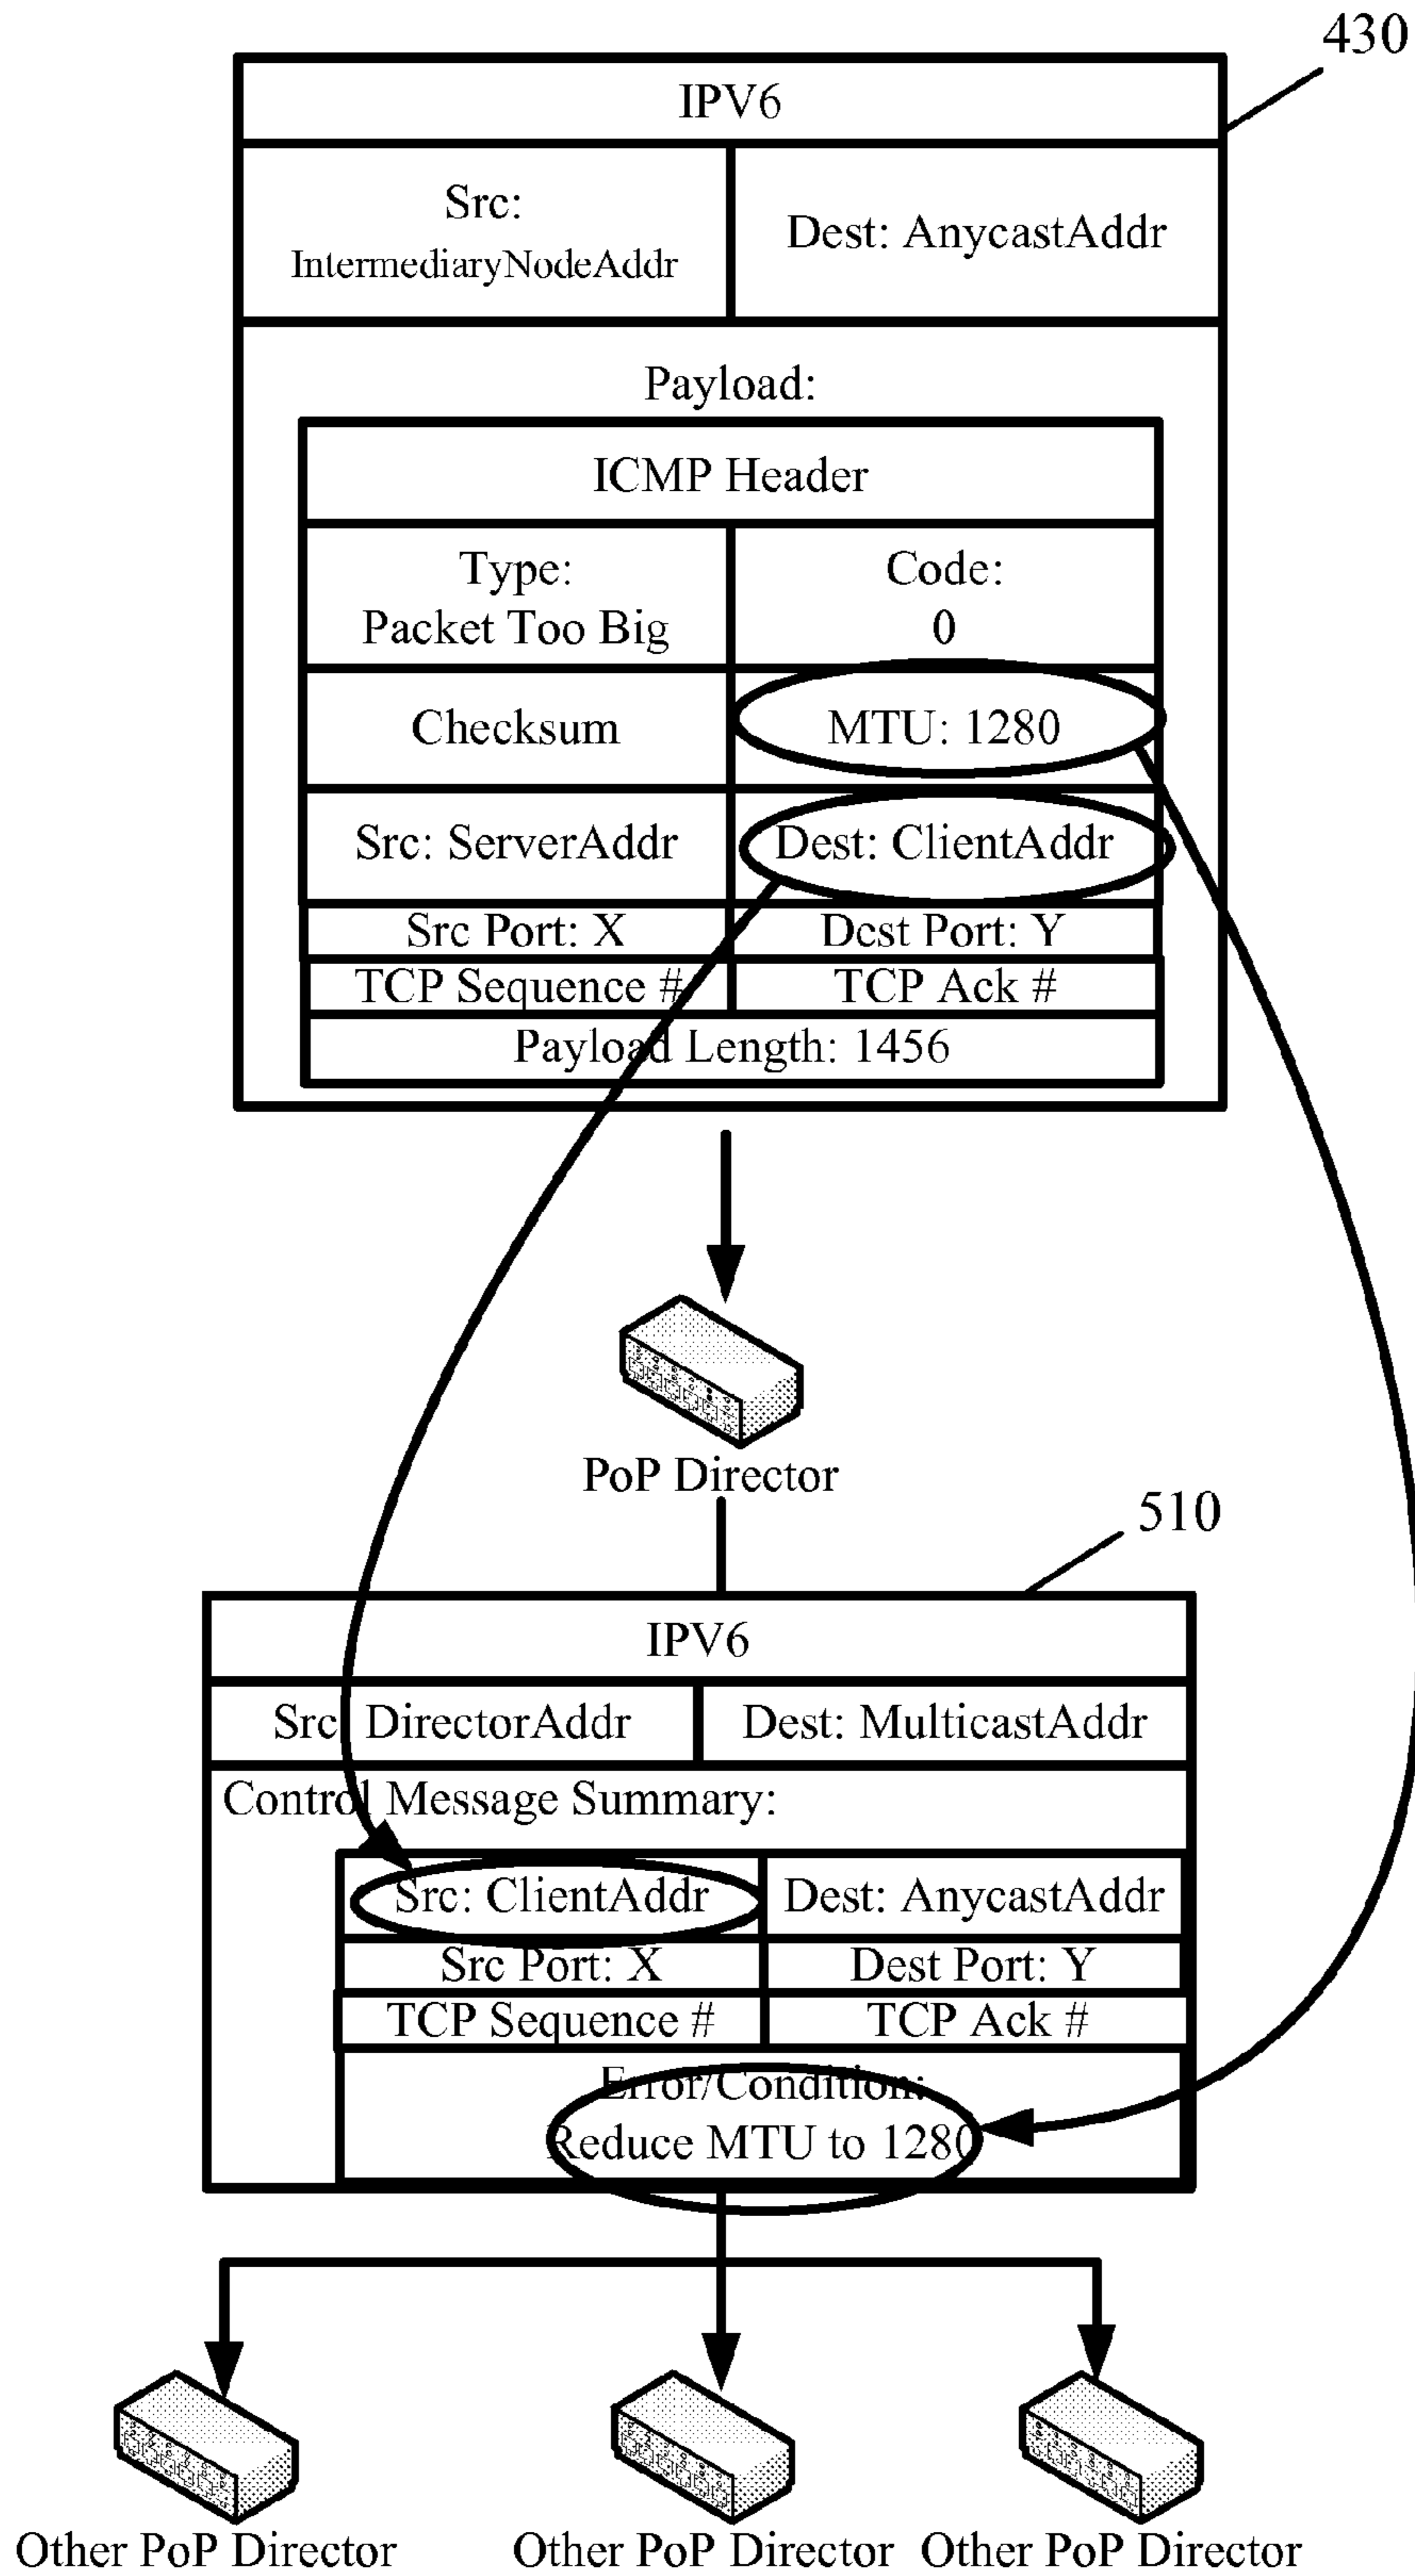 430
IPV6
Src:
IntermediaryNodeAddr
Dest: AnycastAddr
Payload:
ICMP Header
Type:
Packet Too Big
Code:
0
Checksum
MTU: 1280
Src: ServerAddr
Dest: ClientAddr
Src Port: X
Dest Port: Y
TCP Sequence #
TCP Ack #
Payload Length: 1456
PoP Director
510
IPV6
Src: DirectorAddr
Dest: MulticastAddr
Control Message Summary:
Src: ClientAddr
Dest: AnycastAddr
Src Port: X
Dest Port: Y
TCP Sequence #
TCP Ack #
Error/Condition:
Reduce MTU to 1280
Other PoP Director
Other PoP Director
Other PoP Director